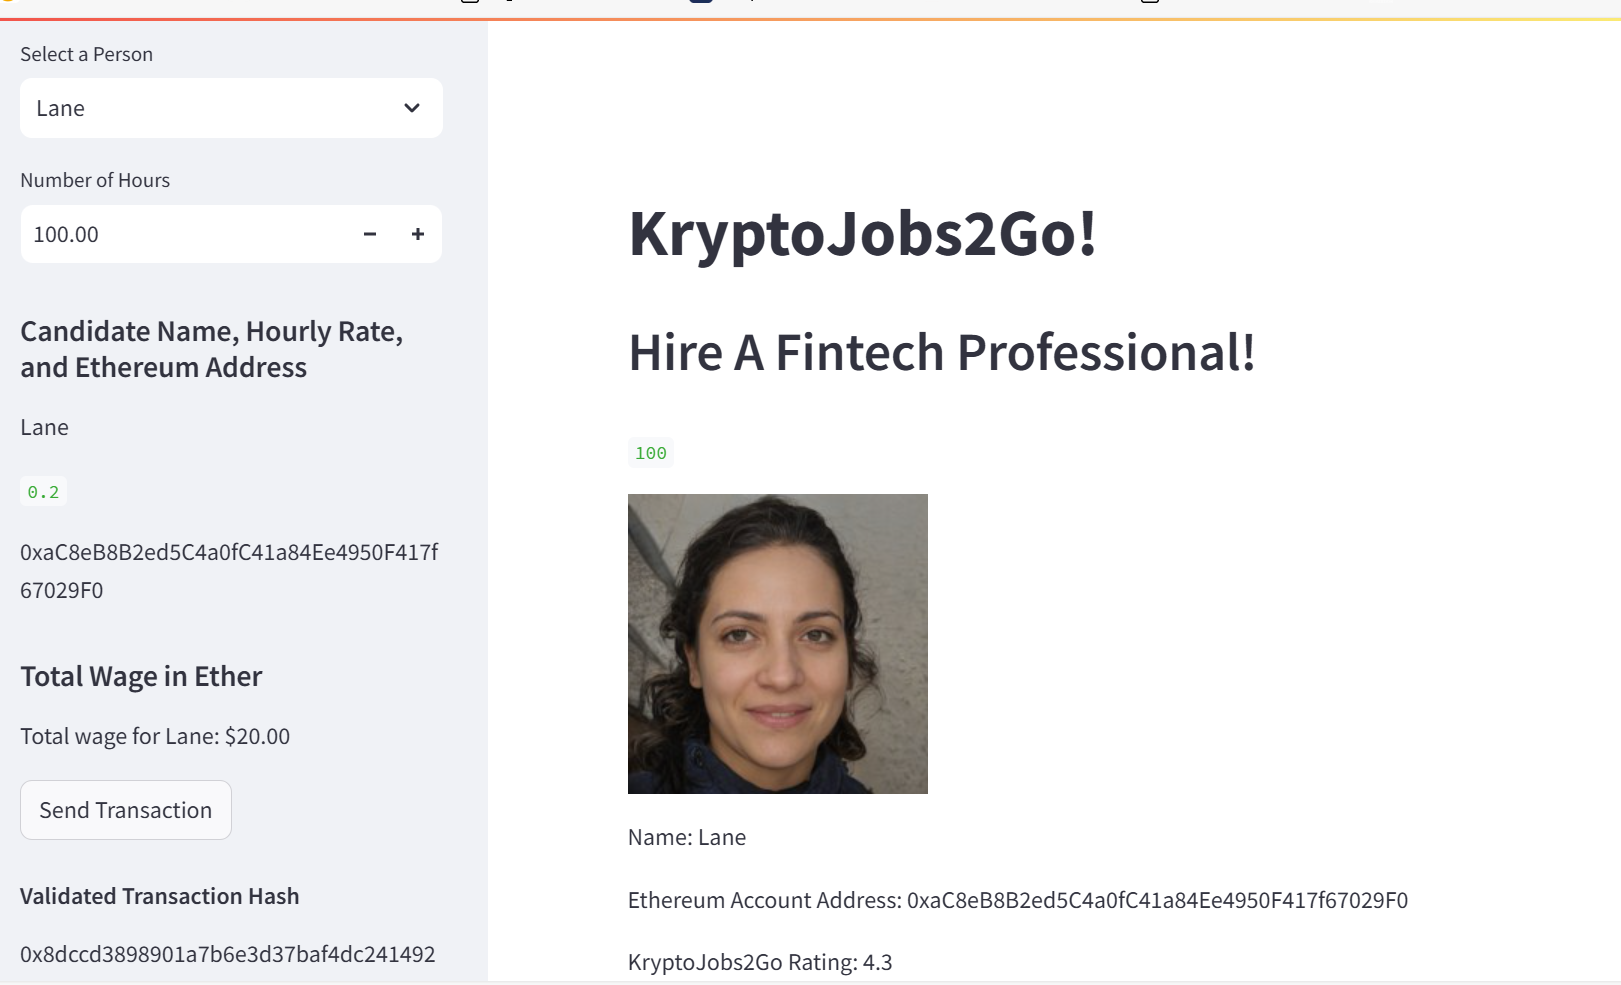 Select a Person
Lane
Number of Hours
100.00
Candidate Name, Hourly Rate,
and Ethereum Address
Lane
0.2
0xaC8eB8B2ed5C4a0fC41a84Ee4950F417f
67029F0
Total Wage in Ether
Total wage for Lane: $20.00
Send Transaction
Validated Transaction Hash
0x8dccd3898901a7b6e3d37baf4dc241492
KryptoJobs2Go!
Hire A Fintech Professional!
100
Name: Lane
Ethereum Account Address: 0xaC8eB8B2ed5C4a0fC41a84Ee4950F417f67029F0
KryptoJobs2Go Rating: 4.3